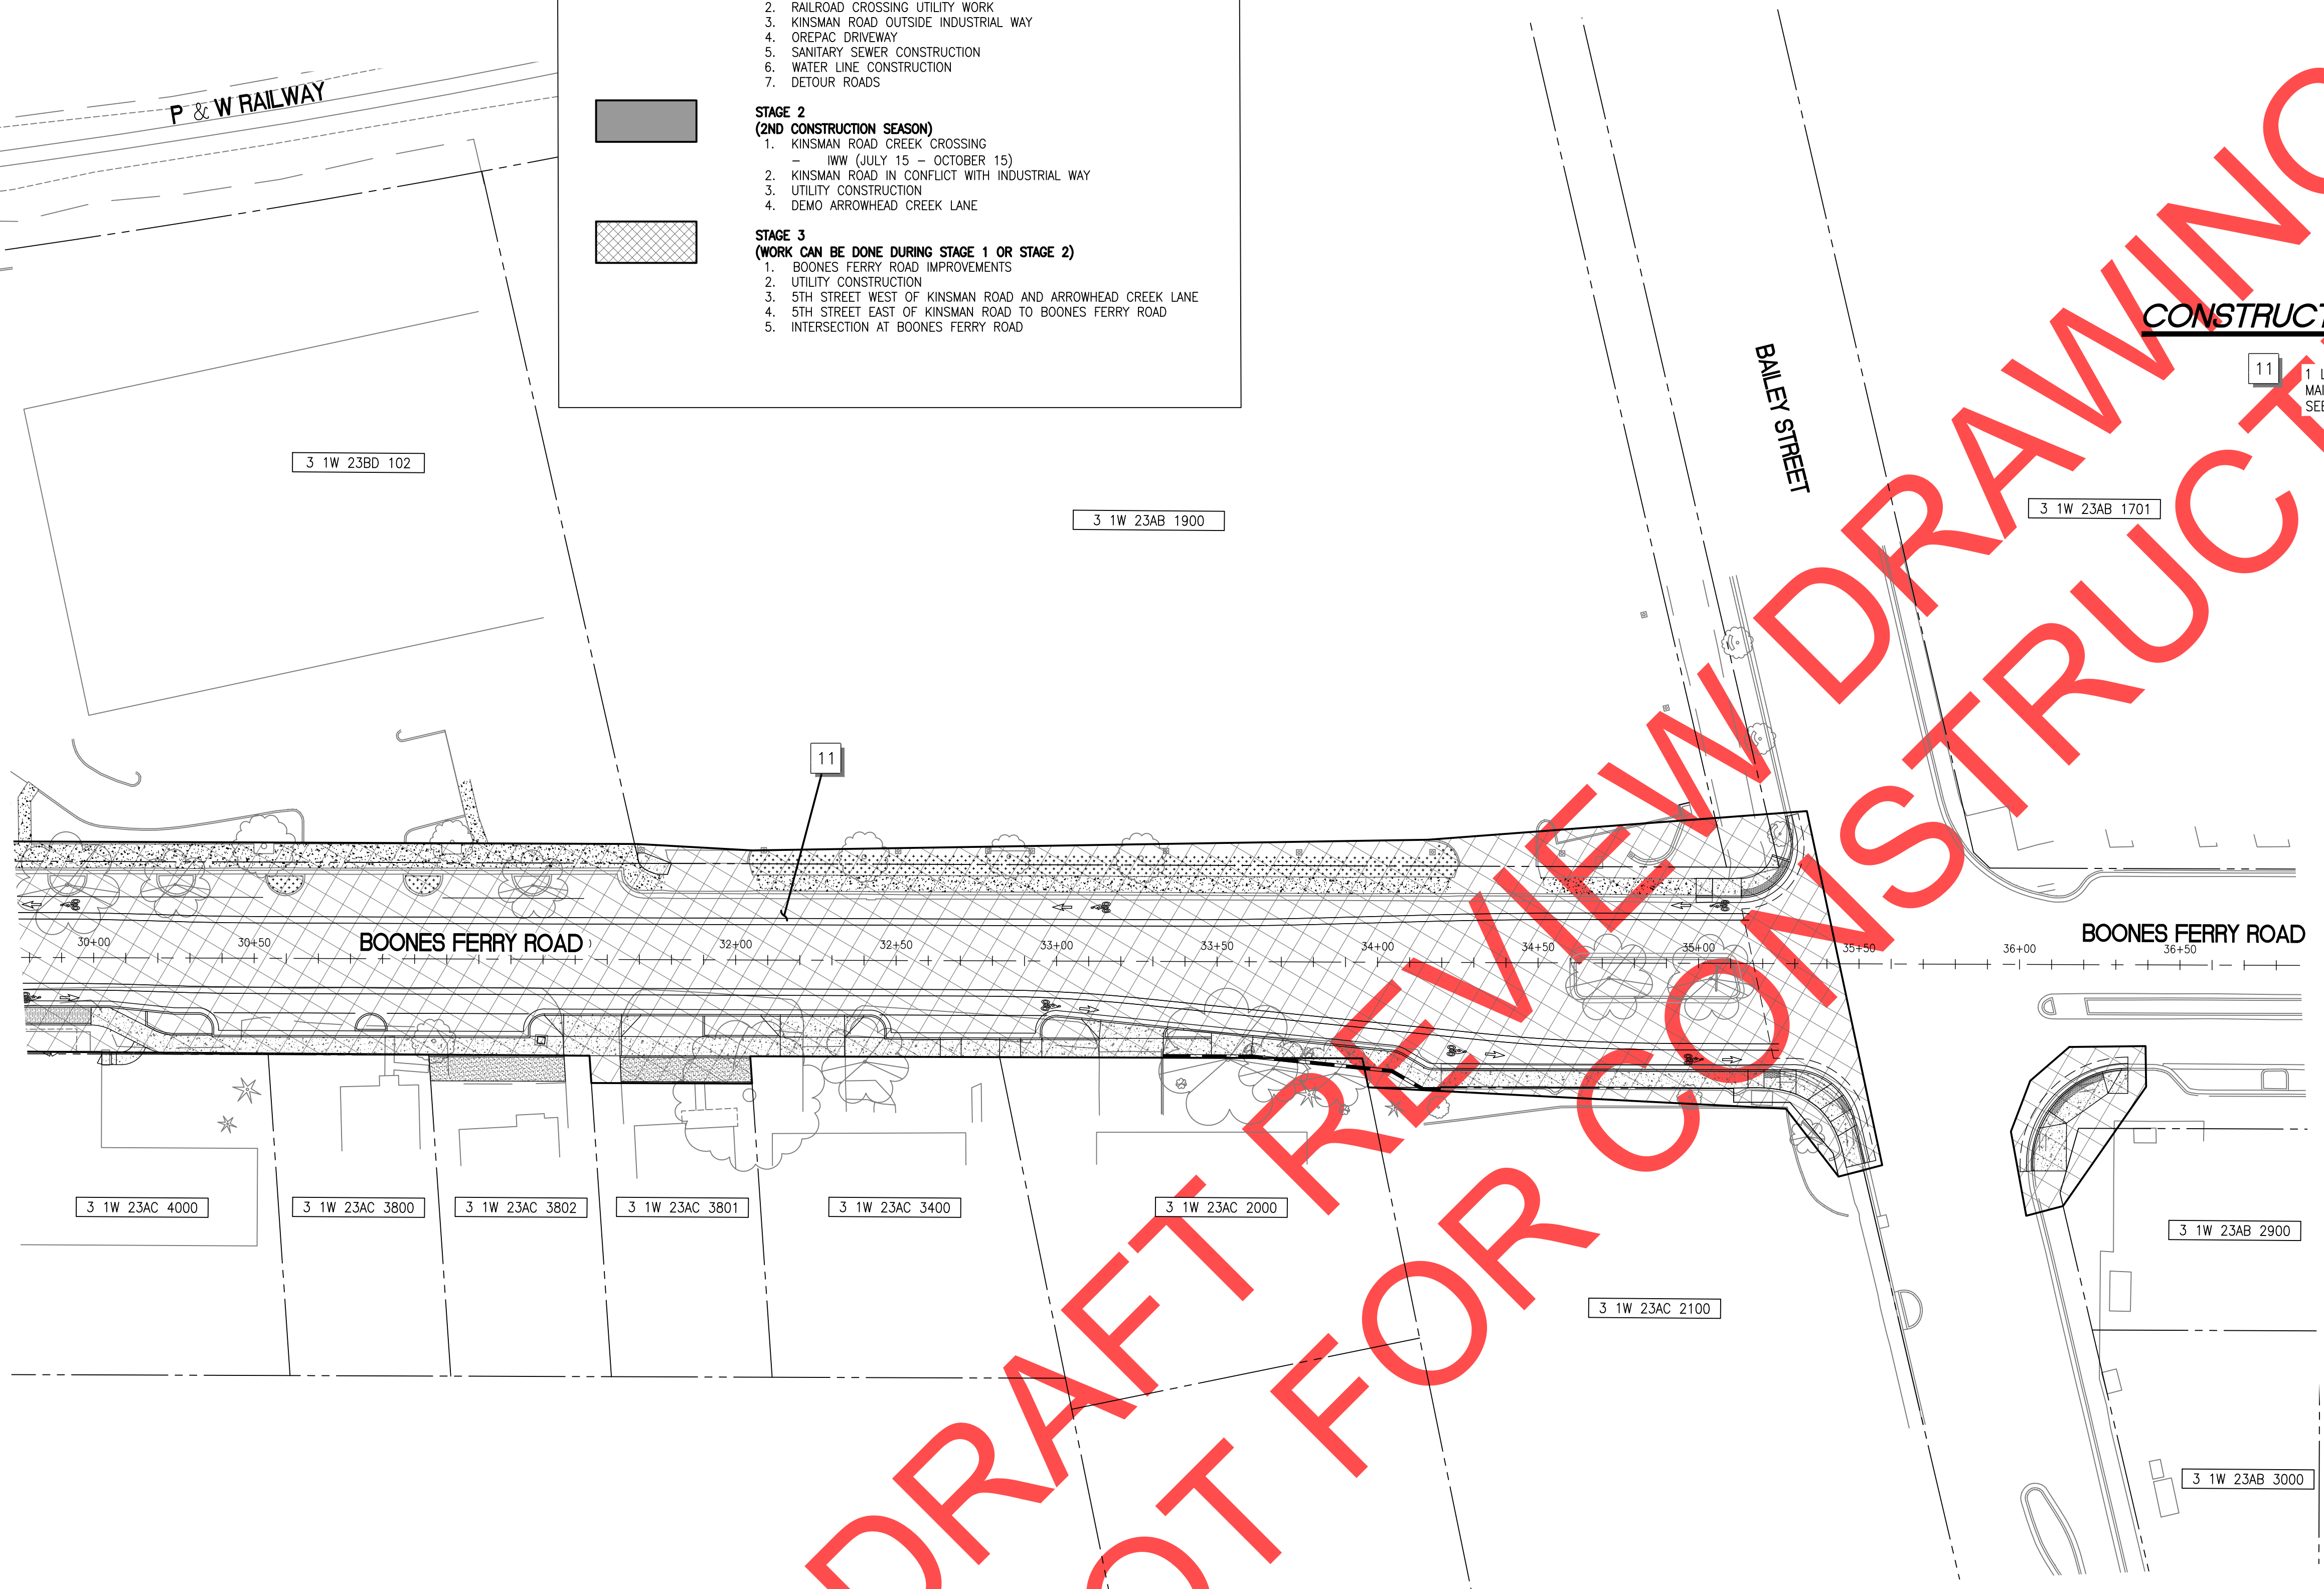 2. RAILROAD CROSSING UTILITY WORK
3. KINSMAN ROAD OUTSIDE INDUSTRIAL WAY
4. OREPAC DRIVEWAY
5. SANITARY SEWER CONSTRUCTION
6. WATER LINE CONSTRUCTION
7. DETOUR ROADS
STAGE 2
(2ND CONSTRUCTION SEASON)
1. KINSMAN ROAD CREEK CROSSING
– IWW (JULY 15 – OCTOBER 15)
2. KINSMAN ROAD IN CONFLICT WITH INDUSTRIAL WAY
3. UTILITY CONSTRUCTION
4. DEMO ARROWHEAD CREEK LANE
STAGE 3
(WORK CAN BE DONE DURING STAGE 1 OR STAGE 2)
1. BOONES FERRY ROAD IMPROVEMENTS
2. UTILITY CONSTRUCTION
3. 5TH STREET WEST OF KINSMAN ROAD AND ARROWHEAD CREEK LANE
4. 5TH STREET EAST OF KINSMAN ROAD TO BOONES FERRY ROAD
5. INTERSECTION AT BOONES FERRY ROAD
P & W RAILWAY
BAILEY STREET
CONSTRUCT
11
1 L
MAI
SEE
3 1W 23BD 102
3 1W 23AB 1900
3 1W 23AB 1701
11
BOONES FERRY ROAD
BOONES FERRY ROAD
30+00
30+50
32+00
32+50
33+00
33+50
34+00
34+50
35+00
35+50
36+00
36+50
3 1W 23AC 4000
3 1W 23AC 3800
3 1W 23AC 3802
3 1W 23AC 3801
3 1W 23AC 3400
3 1W 23AC 2000
3 1W 23AB 2900
3 1W 23AC 2100
3 1W 23AB 3000
DRAFT REVIEW DRAWING
OT FOR CONSTRUCT